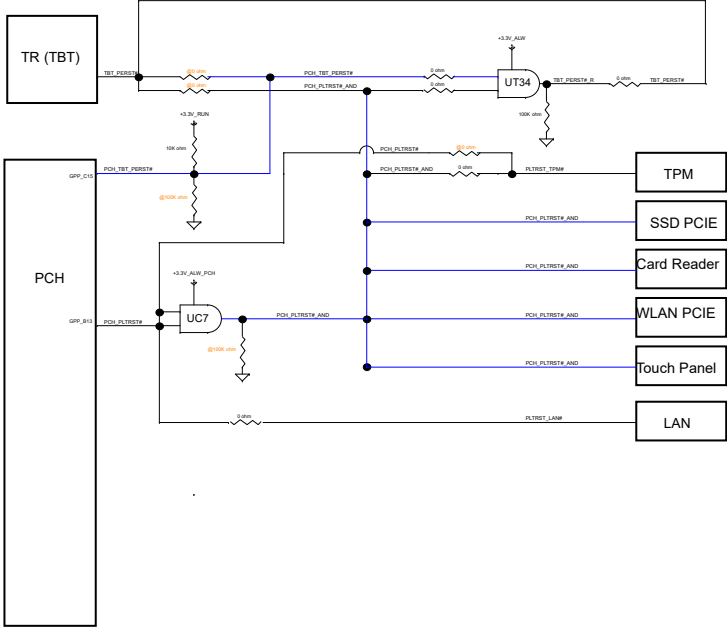 +3.3V_ALW
TR (TBT)
@0 ohm
PCH_TBT_PERST#
0 ohm
TBT_PERST#
UT34
TBT_PERST#_R
0 ohm
TBT_PERST#
@0 ohm
PCH_PLTRST#_AND
0 ohm
+3.3V_RUN
100K ohm
10K ohm
PCH_PLTRST#
@0 ohm
GPP_C15
PCH_TBT_PERST#
PCH_PLTRST#_AND
0 ohm
PLTRST_TPM#
TPM
@100K ohm
PCH_PLTRST#_AND
SSD PCIE
PCH_PLTRST#_AND
Card Reader
+3.3V_ALW_PCH
PCH
GPP_B13
PCH_PLTRST#
UC7
PCH_PLTRST#_AND
PCH_PLTRST#_AND
WLAN PCIE
@100K ohm
PCH_PLTRST#_AND
Touch Panel
0 ohm
PLTRST_LAN#
LAN